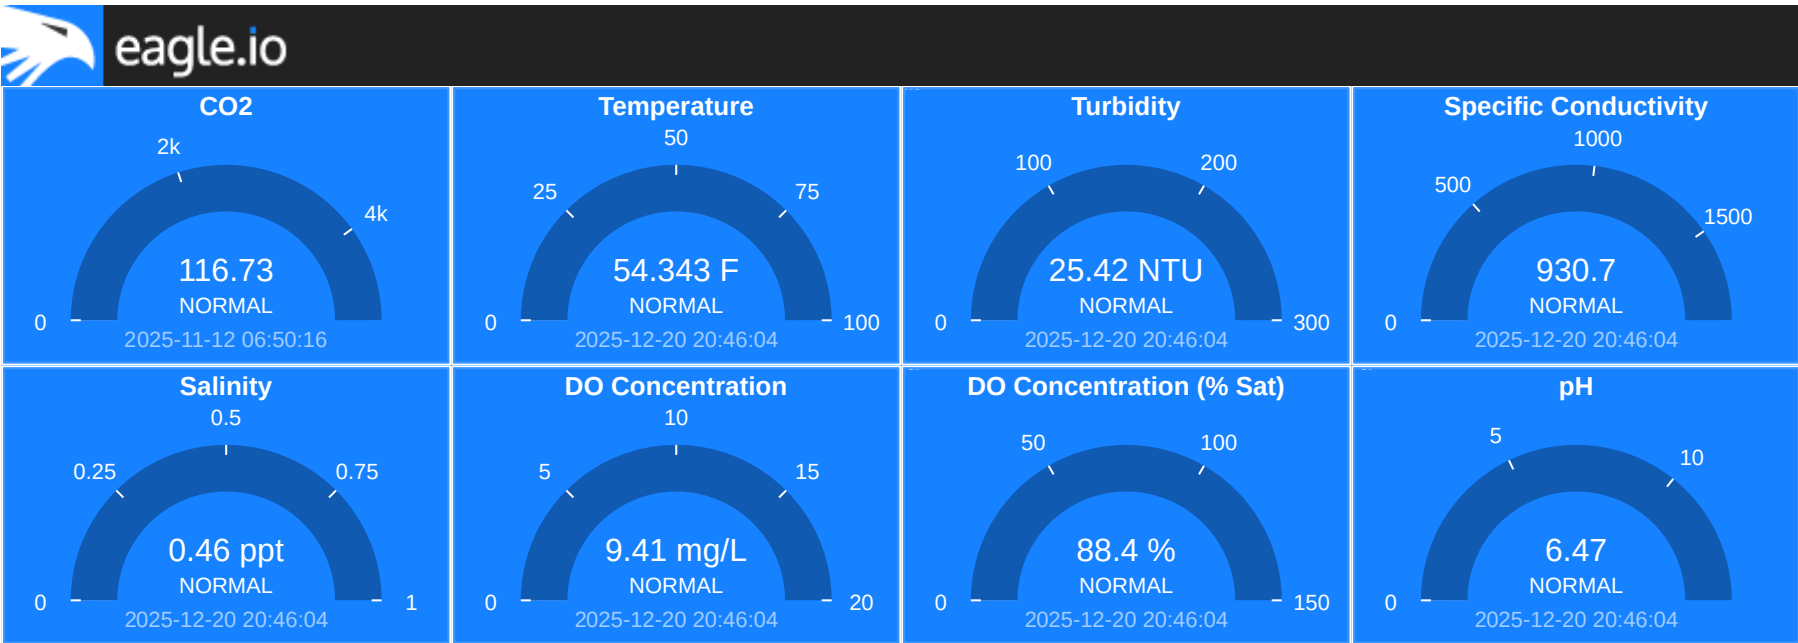 eagle.io
CO2
2k
4k
0
116.73
NORMAL
2025-11-12 06:50:16
Temperature
50
25
75
0
100
54.343 F
NORMAL
2025-12-20 20:46:04
Turbidity
100
200
0
300
25.42 NTU
NORMAL
2025-12-20 20:46:04
Specific Conductivity
1000
500
1500
0
930.7
NORMAL
2025-12-20 20:46:04
Salinity
0.5
0.25
0.75
0
1
0.46 ppt
NORMAL
2025-12-20 20:46:04
DO Concentration
10
5
15
0
20
9.41 mg/L
NORMAL
2025-12-20 20:46:04
DO Concentration (% Sat)
50
100
0
150
88.4 %
NORMAL
2025-12-20 20:46:04
pH
5
10
0
6.47
NORMAL
2025-12-20 20:46:04